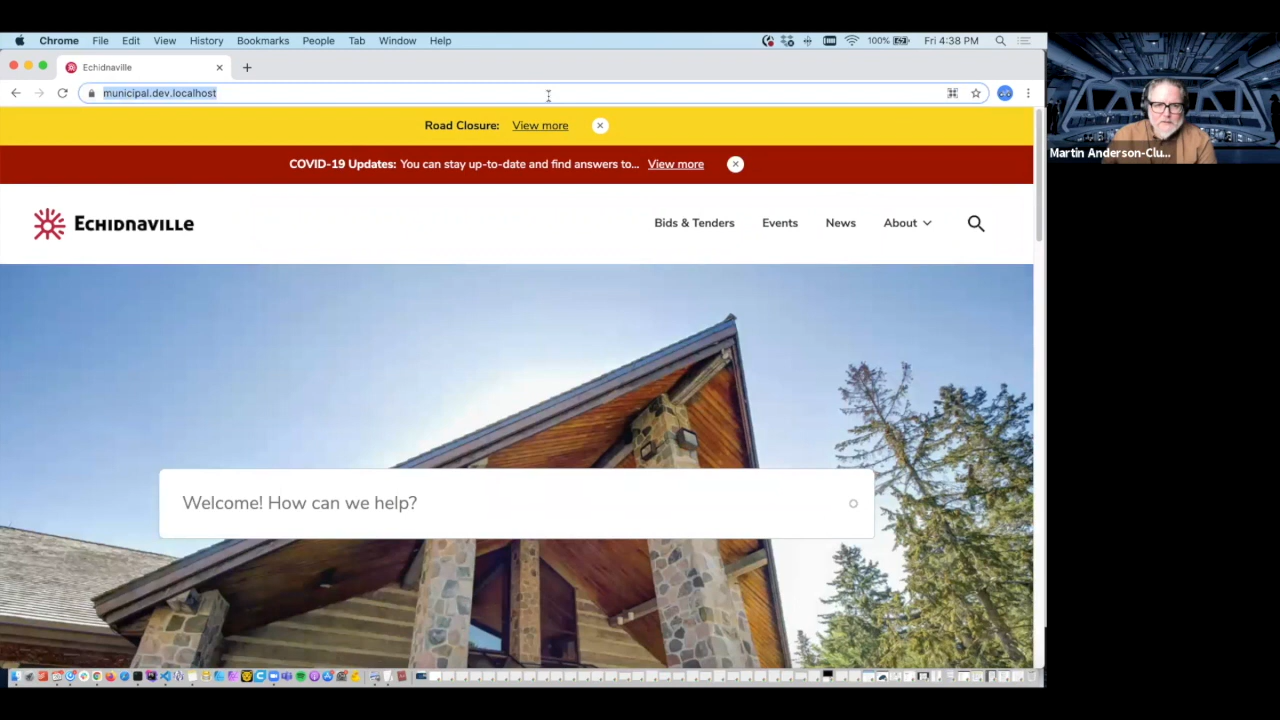 Chrome File Edit View History Bookmarks People Tab Window Help
100% Fri 4:38 PM
Echidnaville
municipal.dev.localhost
Road Closure: View more
COVID-19 Updates: You can stay up-to-date and find answers to... View more
Echidnaville
Bids & Tenders Events News About
Welcome! How can we help?
Martin Anderson-Clu...